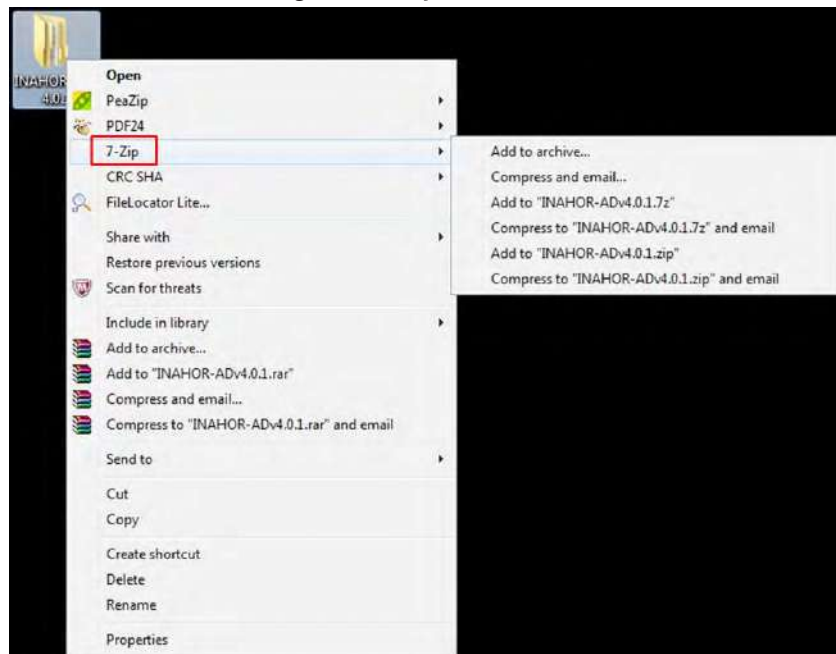 INAHOR
4.0.
Open
PeaZip
PDF24
7-Zip
CRC SHA
FileLocator Lite...
Share with
Restore previous versions
Scan for threats
Include in library
Add to archive...
Add to "INAHOR-ADv4.0.1.rar"
Compress and email...
Compress to "INAHOR-ADv4.0.1.rar" and email
Send to
Cut
Copy
Create shortcut
Delete
Rename
Properties
Add to archive...
Compress and email...
Add to "INAHOR-ADv4.0.1.7z"
Compress to "INAHOR-ADv4.0.1.7z" and email
Add to "INAHOR-ADv4.0.1.zip"
Compress to "INAHOR-ADv4.0.1.zip" and email